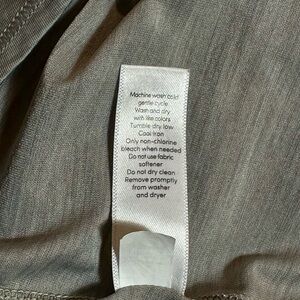 Machine wash cold
gentle cycle
Wash and dry
with like colors
Tumble dry low
Cool iron
Only non-chlorine
bleach when needed
Do not use fabric
softener
Do not dry clean
Remove promptly
from washer
and dryer